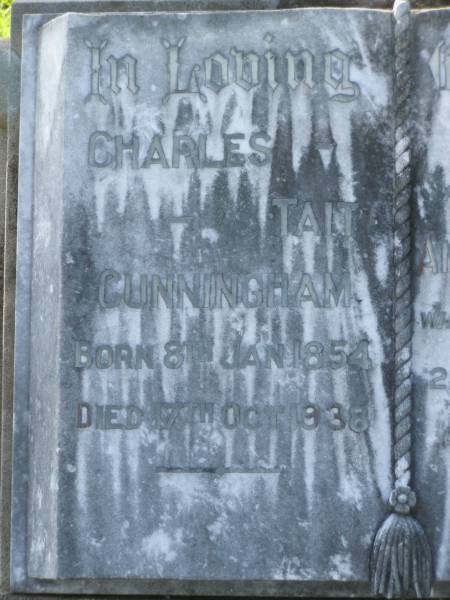 In Loving
CHARLES -
- TAIT
CUNNINGHAM
BORN 8TH JAN 1854
DIED 17TH OCT 1938